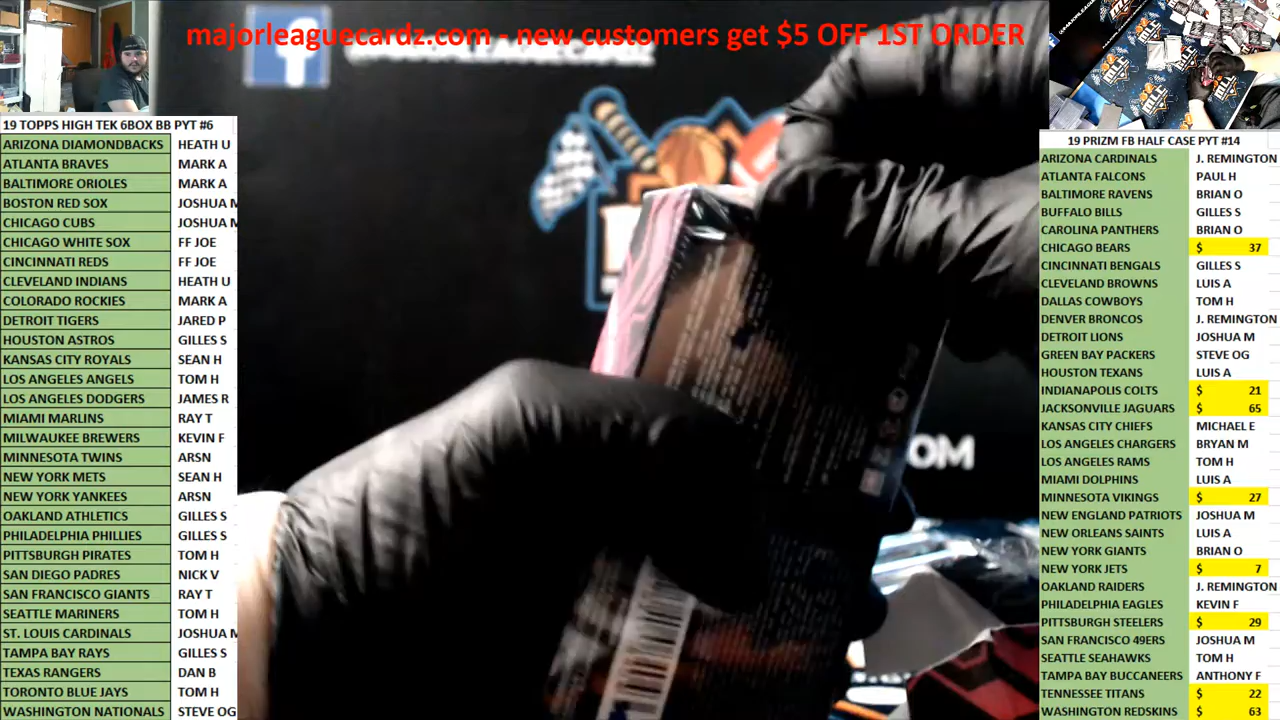 majorleaguecardz.com - new customers get $5 OFF 1ST ORDER
19 TOPPS HIGH TEK 6BOX BB PYT #6
ARIZONA DIAMONDBACKS HEATH U
ATLANTA BRAVES MARK A
BALTIMORE ORIOLES MARK A
BOSTON RED SOX JOSHUA M
CHICAGO CUBS JOSHUA M
CHICAGO WHITE SOX FF JOE
CINCINNATI REDS FF JOE
CLEVELAND INDIANS HEATH U
COLORADO ROCKIES MARK A
DETROIT TIGERS JARED P
HOUSTON ASTROS GILLES S
KANSAS CITY ROYALS SEAN H
LOS ANGELES ANGELS TOM H
LOS ANGELES DODGERS JAMES R
MIAMI MARLINS RAY T
MILWAUKEE BREWERS KEVIN F
MINNESOTA TWINS ARSN
NEW YORK METS SEAN H
NEW YORK YANKEES ARSN
OAKLAND ATHLETICS GILLES S
PHILADELPHIA PHILLIES GILLES S
PITTSBURGH PIRATES TOM H
SAN DIEGO PADRES NICK V
SAN FRANCISCO GIANTS RAY T
SEATTLE MARINERS TOM H
ST. LOUIS CARDINALS JOSHUA M
TAMPA BAY RAYS GILLES S
TEXAS RANGERS DAN B
TORONTO BLUE JAYS TOM H
WASHINGTON NATIONALS STEVE OG
OM
19 PRIZM FB HALF CASE PYT #14
ARIZONA CARDINALS J. REMINGTON
ATLANTA FALCONS PAUL H
BALTIMORE RAVENS BRIAN O
BUFFALO BILLS GILLES S
CAROLINA PANTHERS BRIAN O
CHICAGO BEARS $ 37
CINCINNATI BENGALS GILLES S
CLEVELAND BROWNS LUIS A
DALLAS COWBOYS TOM H
DENVER BRONCOS J. REMINGTON
DETROIT LIONS JOSHUA M
GREEN BAY PACKERS STEVE OG
HOUSTON TEXANS LUIS A
INDIANAPOLIS COLTS $ 21
JACKSONVILLE JAGUARS $ 65
KANSAS CITY CHIEFS MICHAEL E
LOS ANGELES CHARGERS BRYAN M
LOS ANGELES RAMS TOM H
MIAMI DOLPHINS LUIS A
MINNESOTA VIKINGS $ 27
NEW ENGLAND PATRIOTS JOSHUA M
NEW ORLEANS SAINTS LUIS A
NEW YORK GIANTS BRIAN O
NEW YORK JETS $ 7
OAKLAND RAIDERS J. REMINGTON
PHILADELPHIA EAGLES KEVIN F
PITTSBURGH STEELERS $ 29
SAN FRANCISCO 49ERS JOSHUA M
SEATTLE SEAHAWKS TOM H
TAMPA BAY BUCCANEERS ANTHONY F
TENNESSEE TITANS $ 22
WASHINGTON REDSKINS $ 63